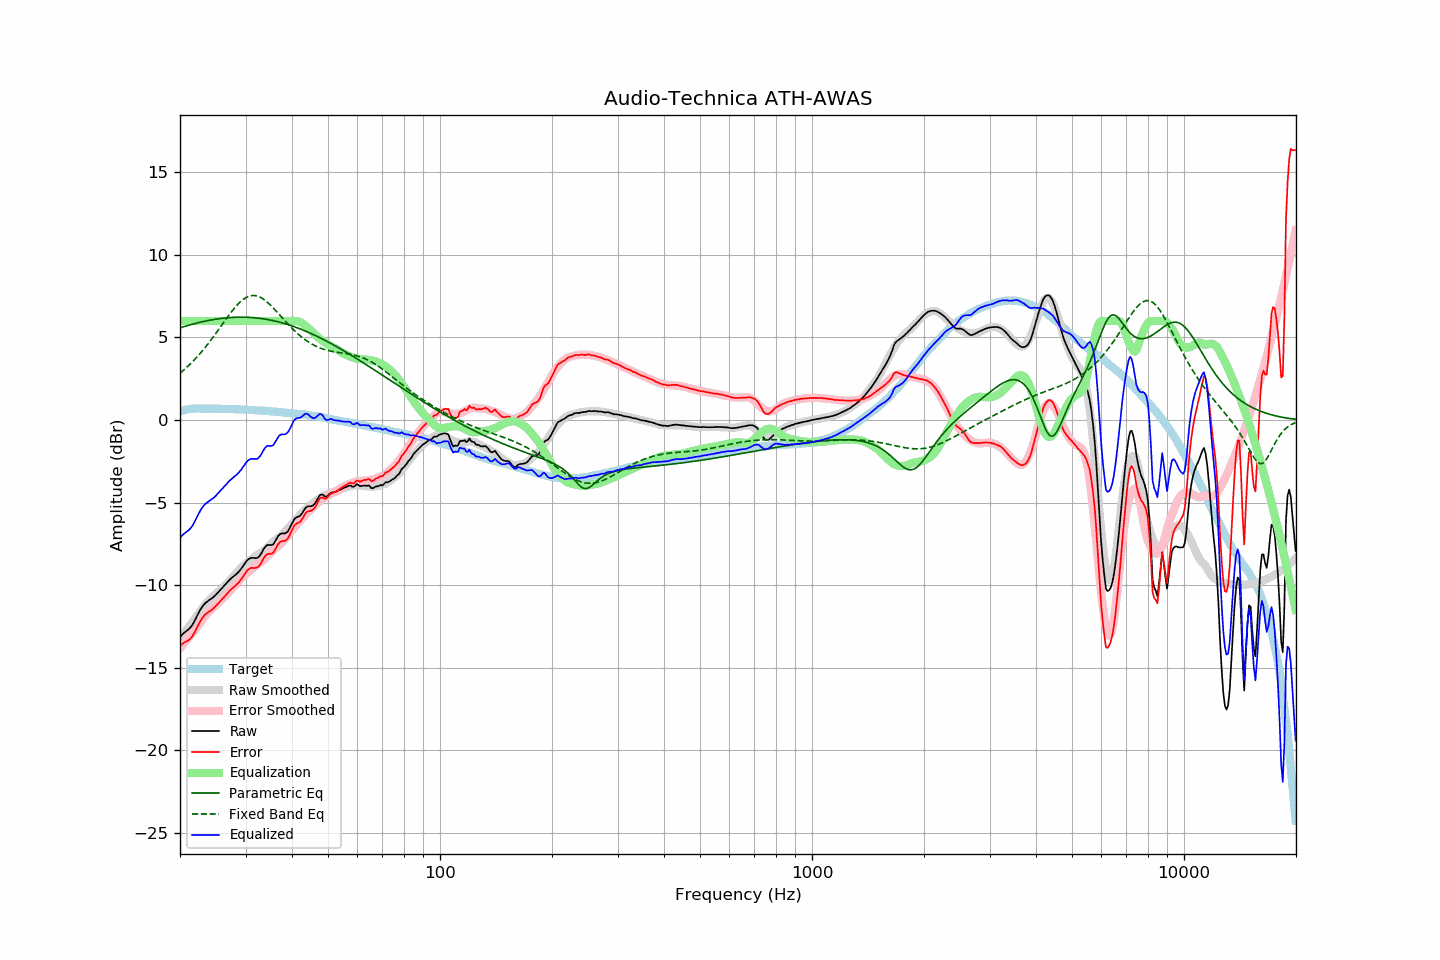 Audio-Technica ATH-AWAS
15
10
5
0
−5
−10
−15
−20
−25
Amplitude (dBr)
Target
Raw Smoothed
Error Smoothed
Raw
Error
Equalization
Parametric Eq
Fixed Band Eq
Equalized
100
1000
10000
Frequency (Hz)